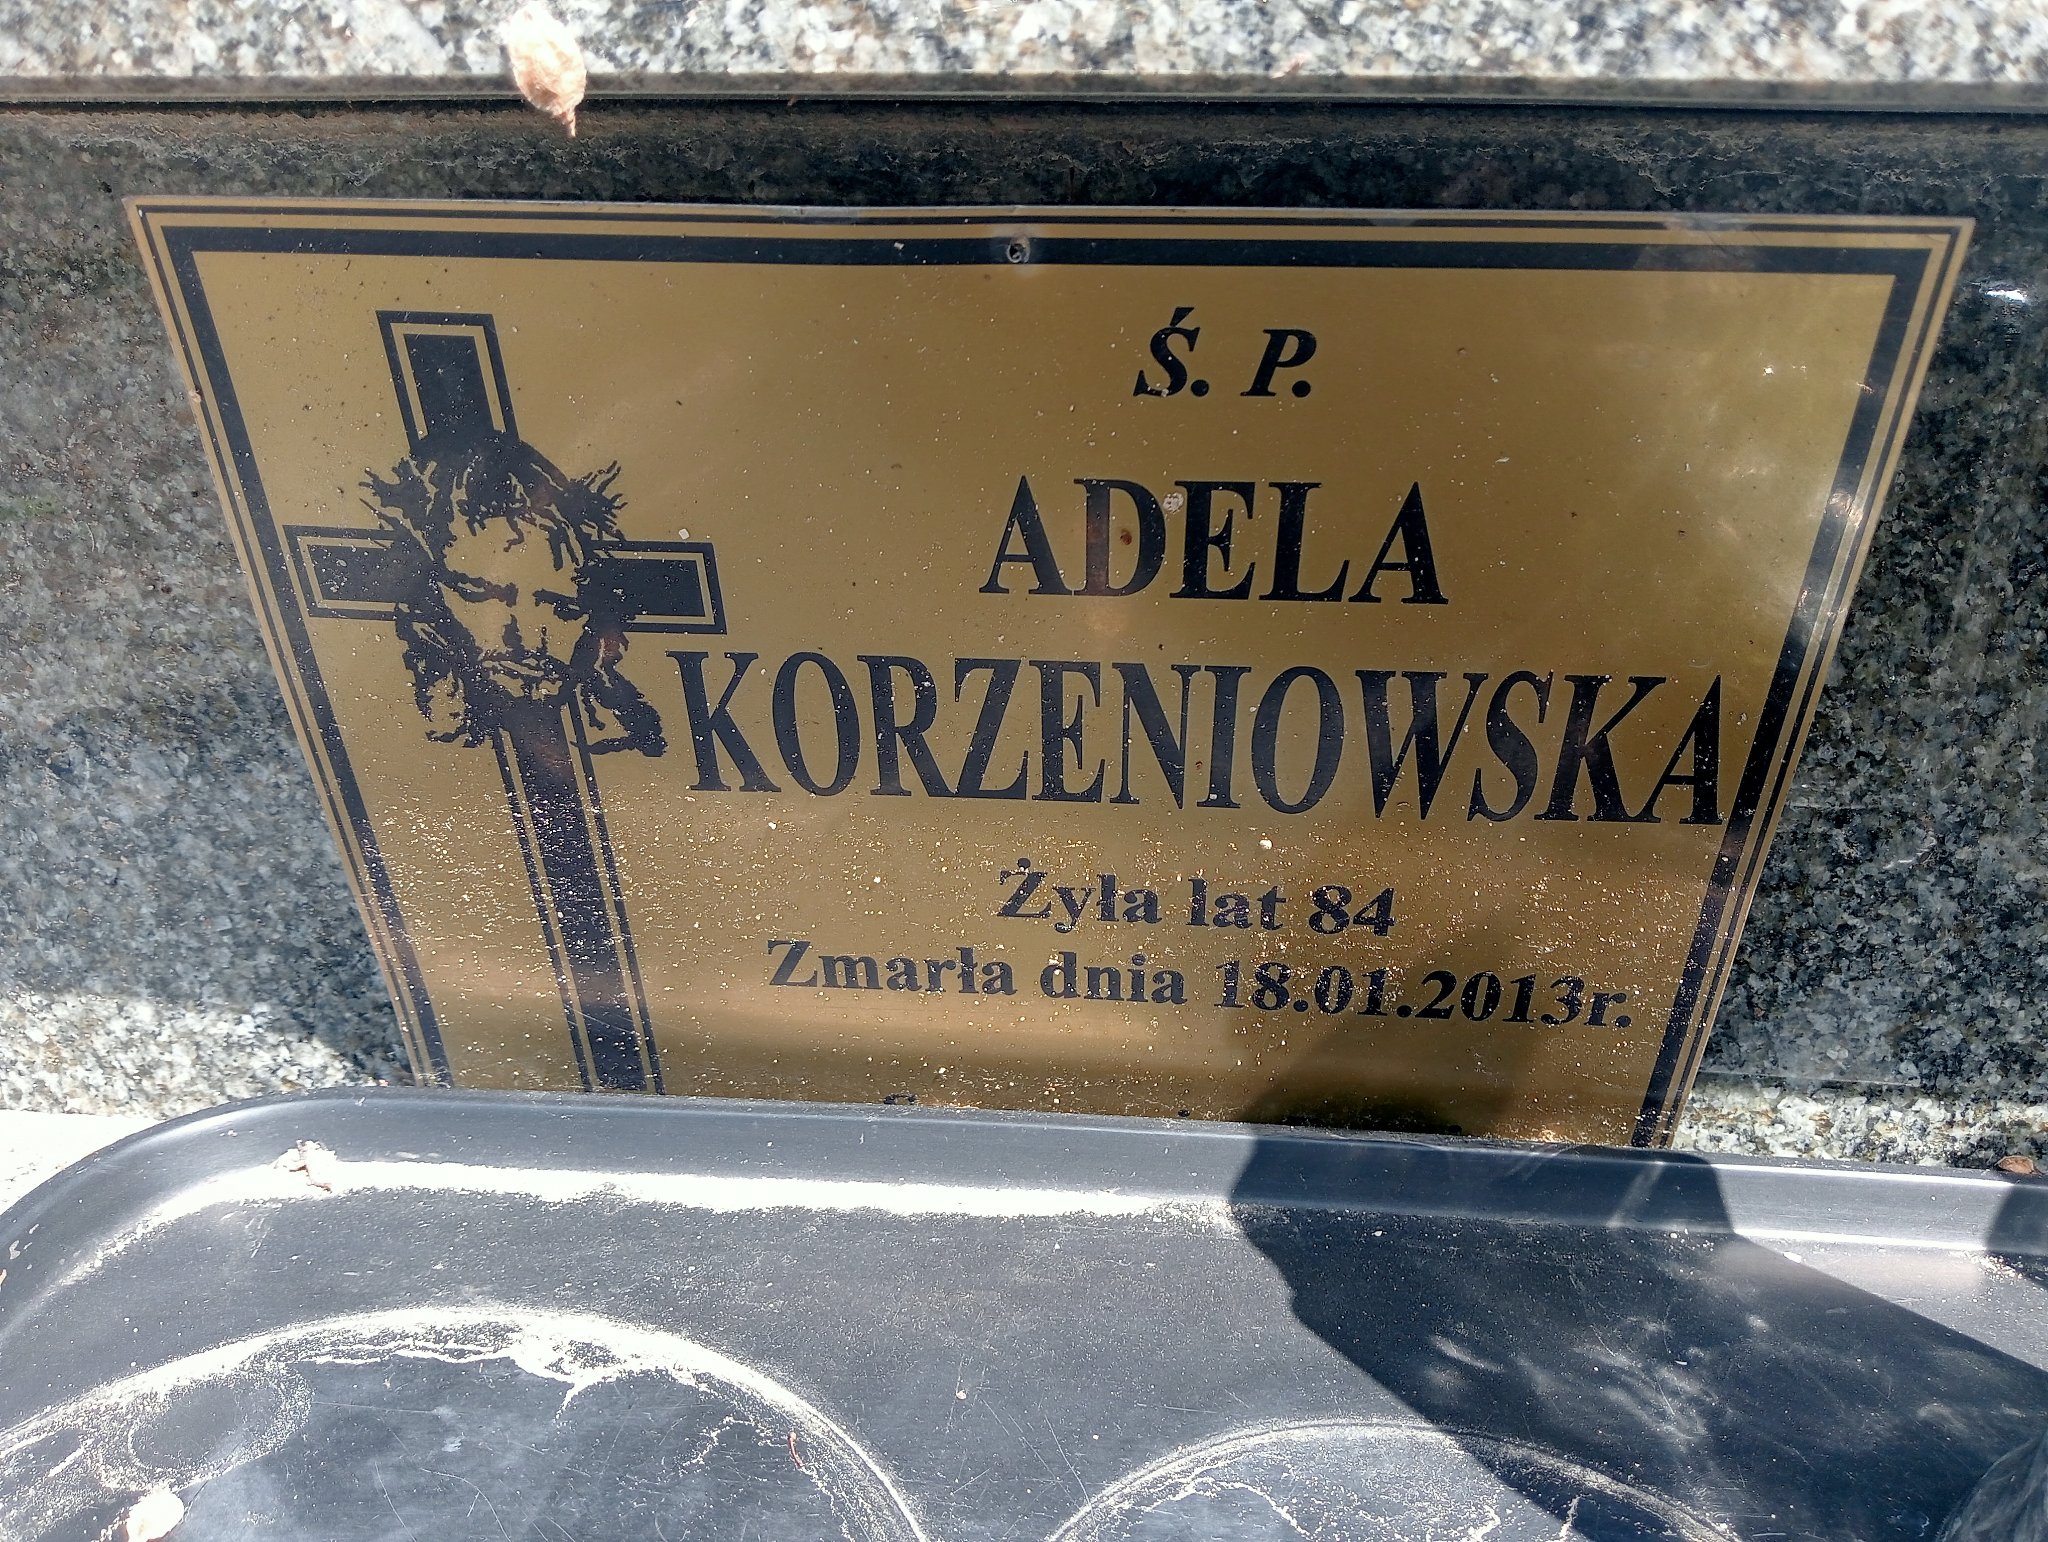 Ś. P.
ADELA
KORZENIOWSKA
Żyła lat 84
Zmarła dnia 18.01.2013r.